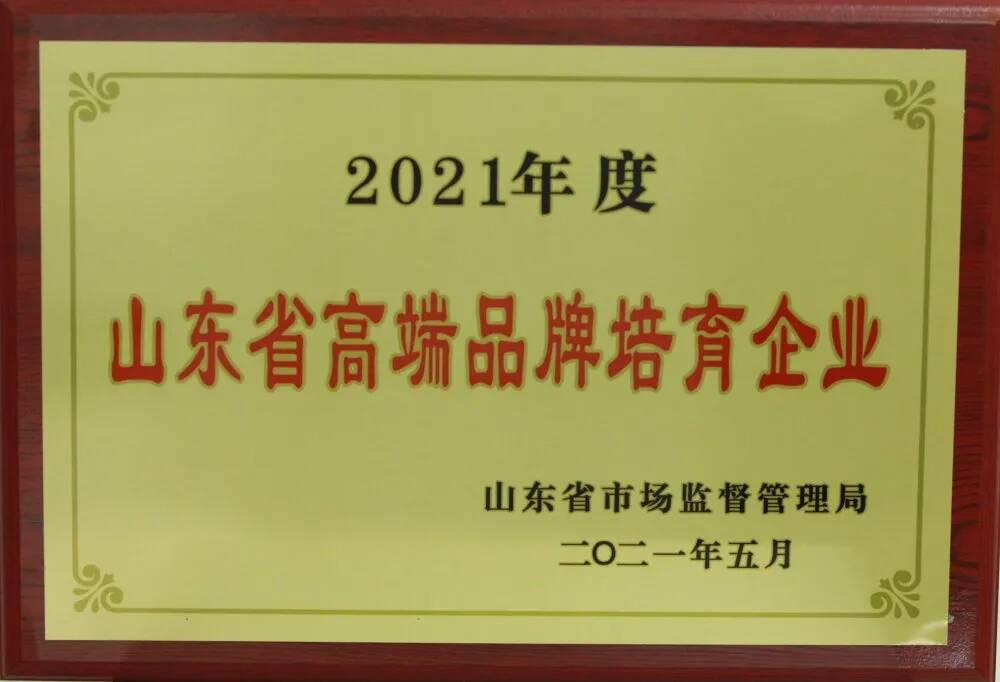 2021年度
山东省高端品牌培育企业
山东省市场监督管理局
二〇二一年五月